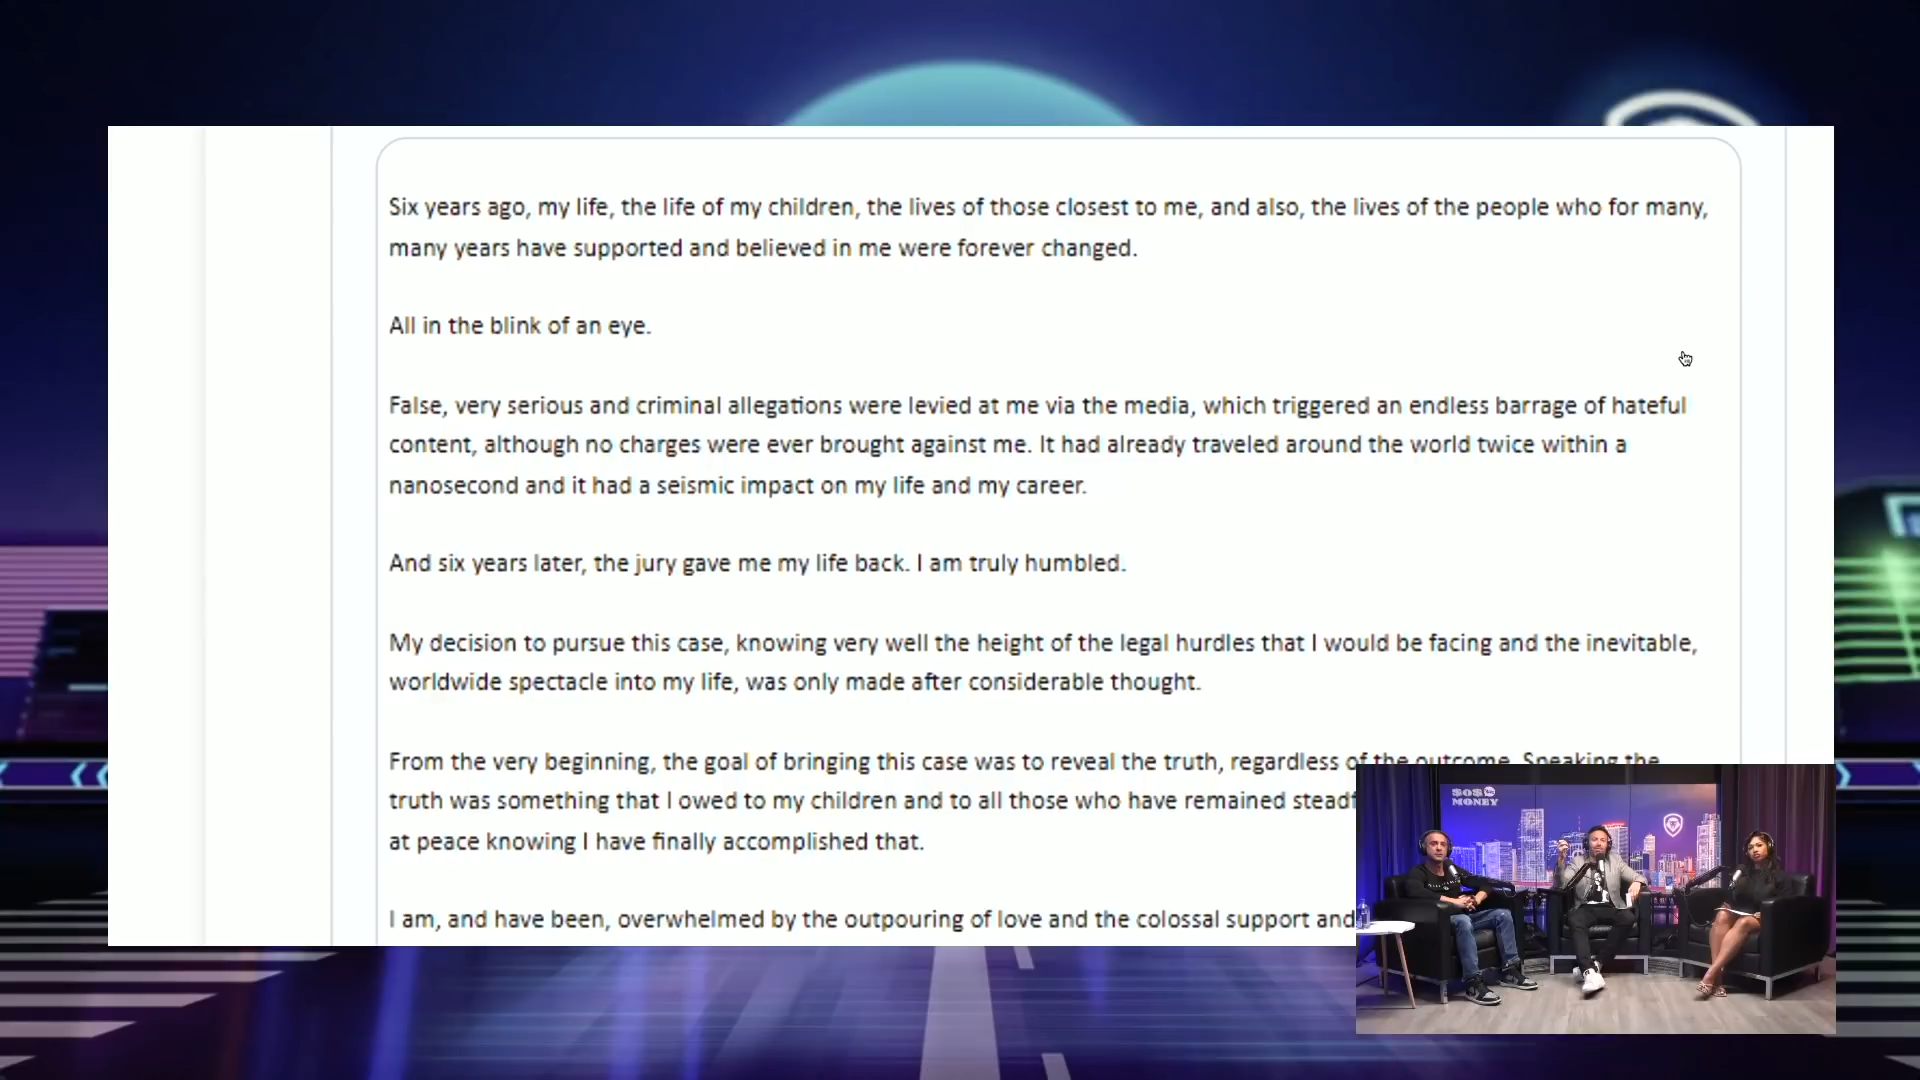 Six years ago, my life, the life of my children, the lives of those closest to me, and also, the lives of the people who for many,
many years have supported and believed in me were forever changed.
All in the blink of an eye.
False, very serious and criminal allegations were levied at me via the media, which triggered an endless barrage of hateful
content, although no charges were ever brought against me. It had already traveled around the world twice within a
nanosecond and it had a seismic impact on my life and my career.
And six years later, the jury gave me my life back. I am truly humbled.
My decision to pursue this case, knowing very well the height of the legal hurdles that I would be facing and the inevitable,
worldwide spectacle into my life, was only made after considerable thought.
From the very beginning, the goal of bringing this case was to reveal the truth, regardless of the outcome. Speaking the
truth was something that I owed to my children and to all those who have remained
at peace knowing I have finally accomplished that.
I am, and have been, overwhelmed by the outpouring of love and the colossal support and
MONEY